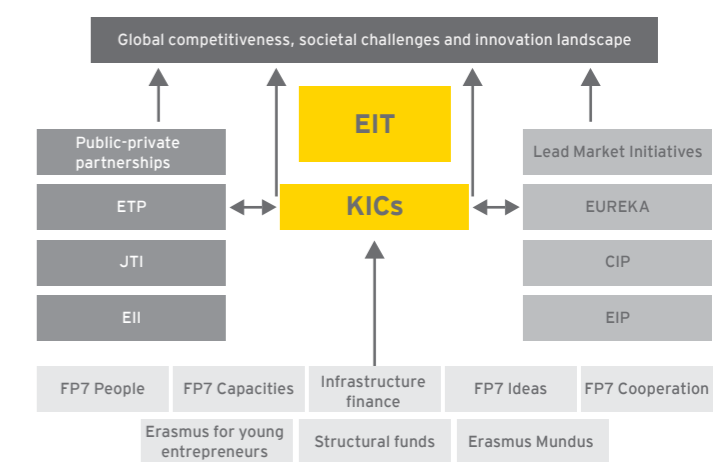 Global competitiveness, societal challenges and innovation landscape
EIT
Public-private
partnerships
Lead Market Initiatives
ETP
KICs
EUREKA
JTI
CIP
EII
EIP
FP7 People
FP7 Capacities
Infrastructure
finance
FP7 Ideas
FP7 Cooperation
Erasmus for young
entrepreneurs
Structural funds
Erasmus Mundus